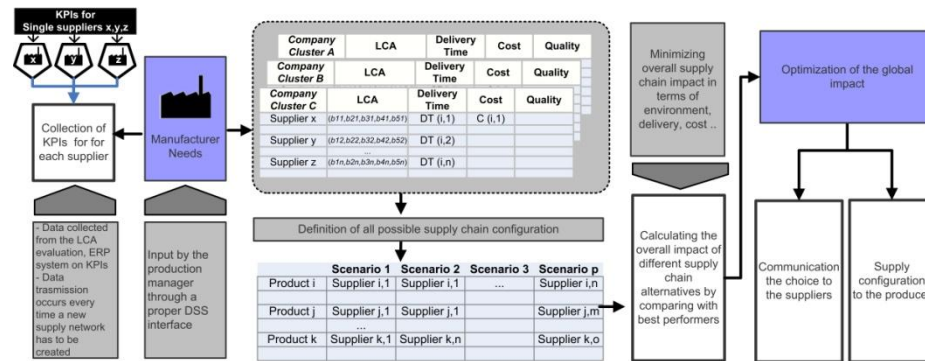 KPIs for
Single suppliers x,y,z
x
y
z
Collection of
KPIs for for
each supplier
- Data collected
from the LCA
evaluation, ERP
system on KPIs
- Data
trasmission
occurs every
time a new
supply network
has to be
created
Manufacturer
Needs
Input by the
production
manager through a
proper DSS
interface
Company Cluster A LCA Delivery Time Cost Quality
Company Cluster B LCA Delivery Time Cost Quality
Company Cluster C LCA Delivery Time Cost Quality
Supplier x (b11,b21,b31,b41,b51) DT (i,1) C (i,1)
Supplier y (b12,b22,b32,b42,b52) DT (i,2)
...
Supplier z (b1n,b2n,b3n,b4n,b5n) DT (i,n)
Definition of all possible supply chain configuration
Scenario 1 Scenario 2 Scenario 3 Scenario p
Product i Supplier i,1 Supplier i,1 ... Supplier i,n
Product j Supplier j,1 Supplier j,1 Supplier j,m
...
Product k Supplier k,1 Supplier k,n Supplier k,o
Minimizing
overall supply
chain impact in
terms of
environment,
delivery, cost ..
Calculating the
overall impact of
different supply
chain
alternatives by
comparing with
best performers
Optimization of the global
impact
Communication
the choice to
the suppliers
Supply
configuration
to the produce